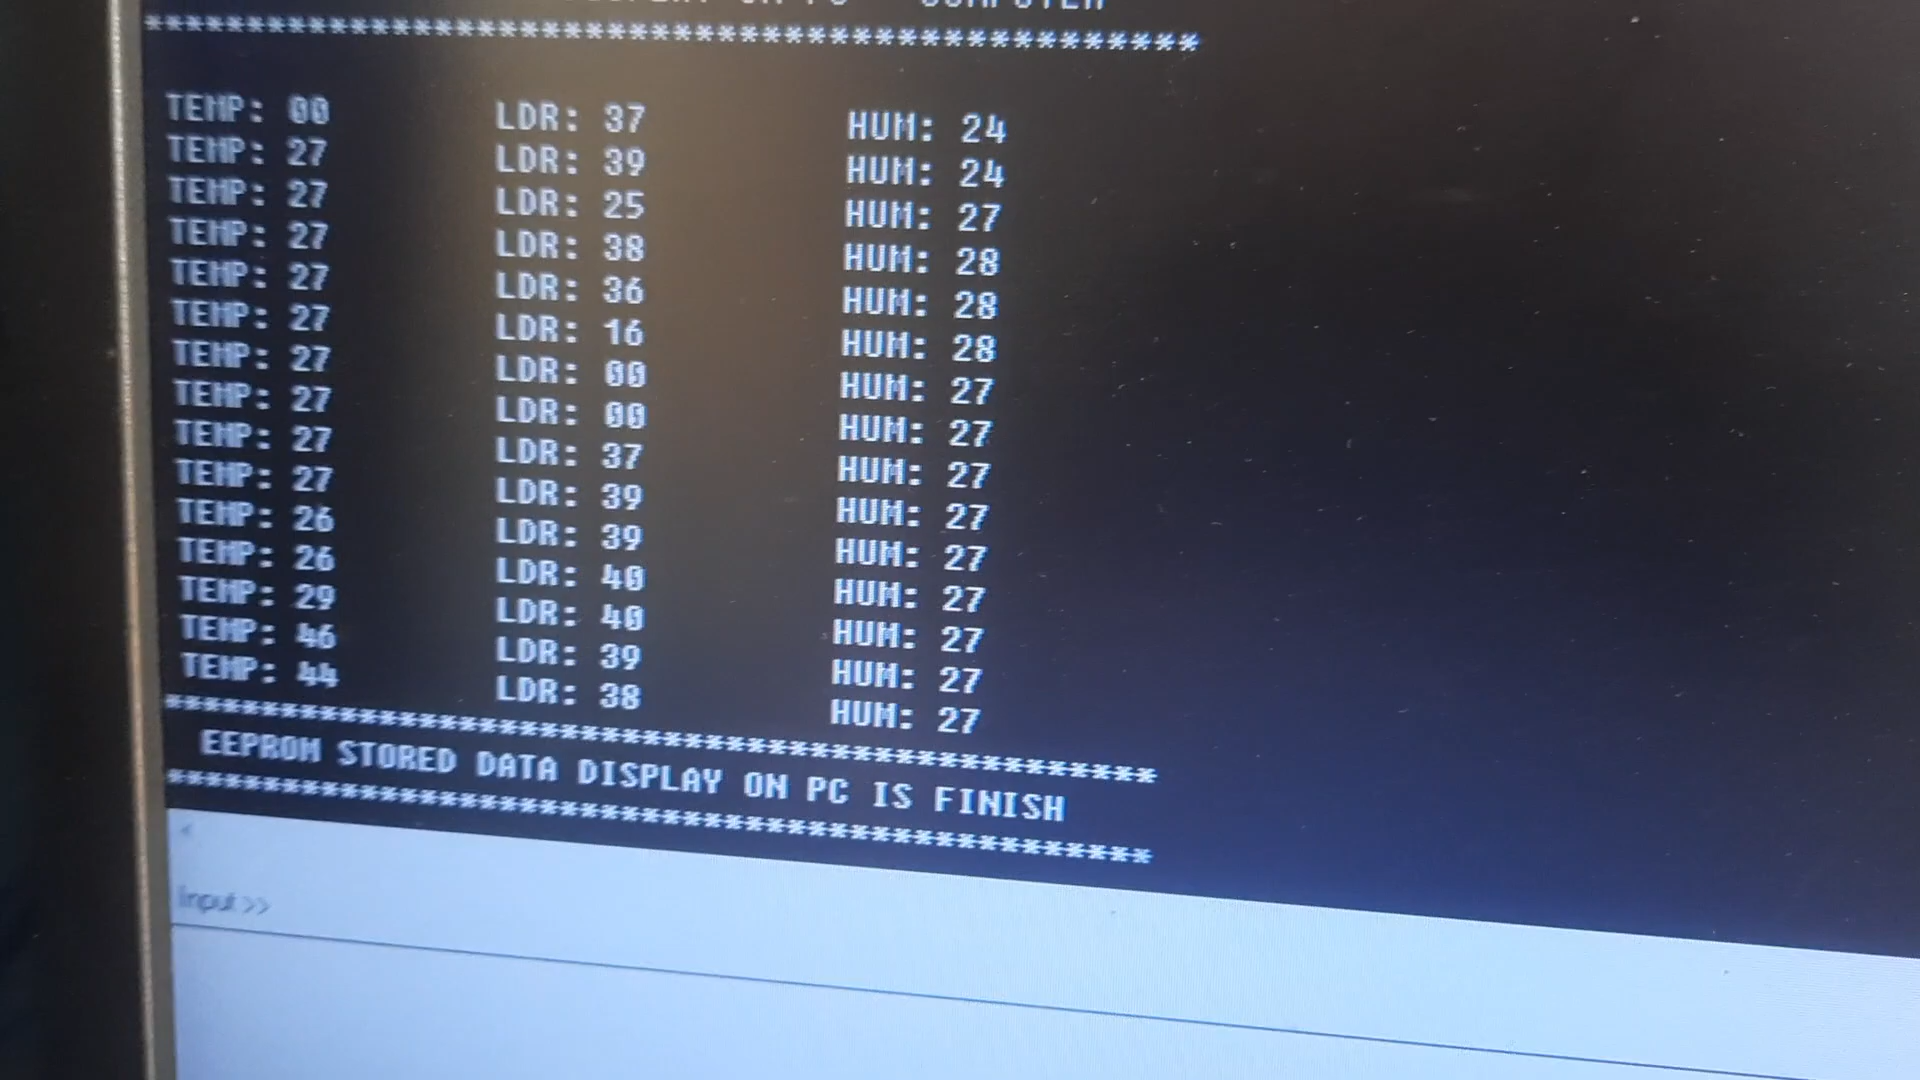 COMPUTER
*********************************************
TEMP: 00 LDR: 37 HUM: 24
TEMP: 27 LDR: 39 HUM: 24
TEMP: 27 LDR: 25 HUM: 27
TEMP: 27 LDR: 38 HUM: 28
TEMP: 27 LDR: 36 HUM: 28
TEMP: 27 LDR: 16 HUM: 28
TEMP: 27 LDR: 00 HUM: 27
TEMP: 27 LDR: 00 HUM: 27
TEMP: 27 LDR: 37 HUM: 27
TEMP: 27 LDR: 39 HUM: 27
TEMP: 26 LDR: 39 HUM: 27
TEMP: 26 LDR: 40 HUM: 27
TEMP: 29 LDR: 40 HUM: 27
TEMP: 46 LDR: 39 HUM: 27
TEMP: 44 LDR: 38 HUM: 27
*********************************************
EEPROM STORED DATA DISPLAY ON PC IS FINISH
*********************************************
Input >>